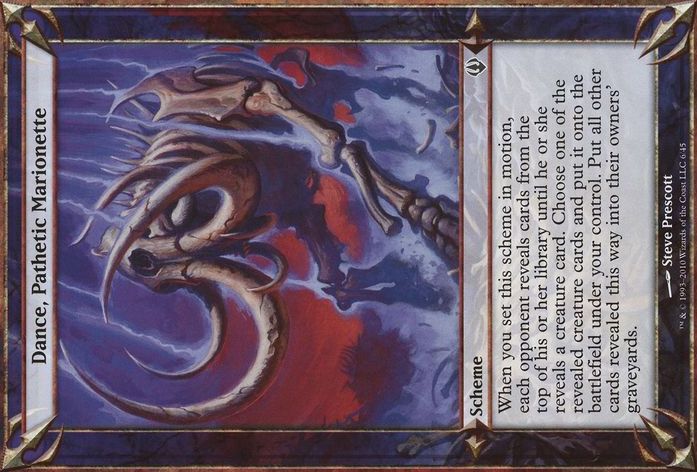 Dance, Pathetic Marionette
Scheme
When you set this scheme in motion,
each opponent reveals cards from the
top of his or her library until he or she
reveals a creature card. Choose one of the
revealed creature cards and put it onto the
battlefield under your control. Put all other
cards revealed this way into their owners'
graveyards.
Steve Prescott
™ & © 1993–2010 Wizards of the Coast LLC 6/45